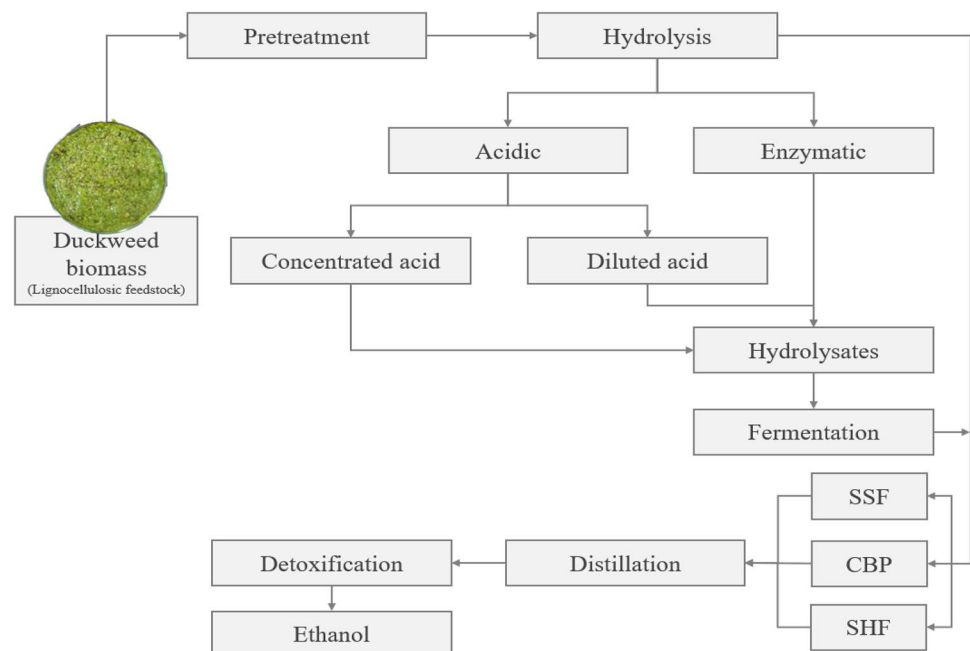 Pretreatment
Hydrolysis
Acidic
Enzymatic
Duckweed
biomass
(Lignocellulosic feedstock)
Concentrated acid
Diluted acid
Hydrolysates
Fermentation
SSF
Detoxification
Distillation
CBP
Ethanol
SHF